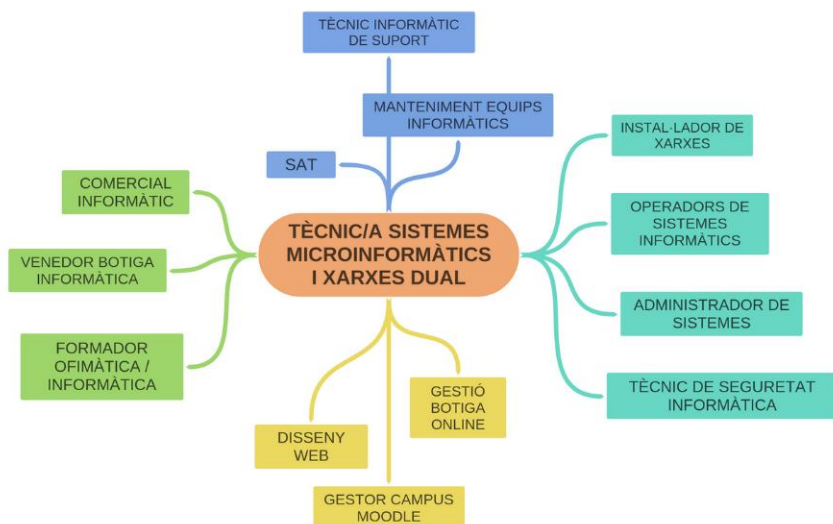 TÈCNIC INFORMÀTIC
DE SUPORT
MANTENIMENT EQUIPS
INFORMÀTICS
SAT
COMERCIAL
INFORMÀTIC
VENEDOR BOTIGA
INFORMÀTICA
FORMADOR
OFIMÀTICA /
INFORMÀTICA
TÈCNIC/A SISTEMES
MICROINFORMÀTICS
I XARXES DUAL
INSTAL·LADOR DE
XARXES
OPERADORS DE
SISTEMES
INFORMÀTICS
ADMINISTRADOR DE
SISTEMES
TÈCNIC DE SEGURETAT
INFORMÀTICA
GESTIÓ
BOTIGA
ONLINE
DISSENY
WEB
GESTOR CAMPUS
MOODLE